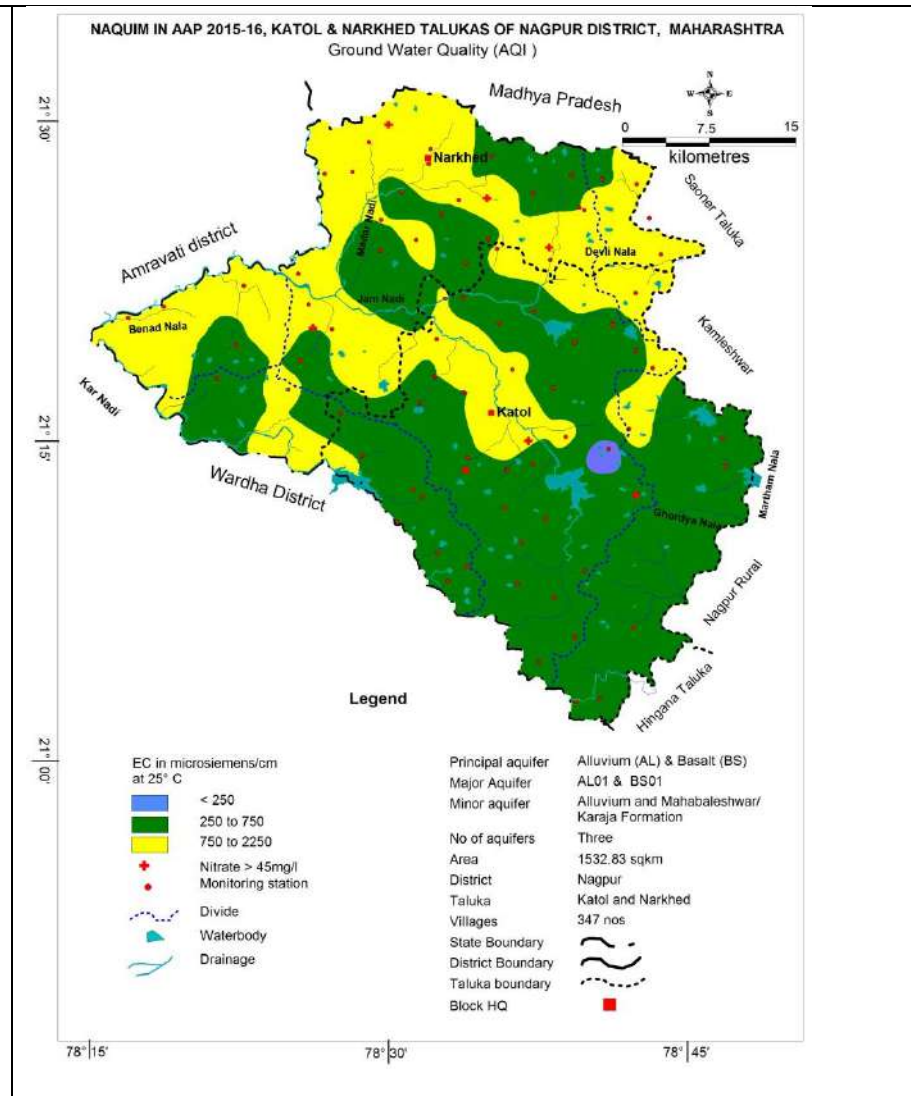 NAQUIM IN AAP 2015-16, KATOL & NARKHED TALUKAS OF NAGPUR DISTRICT, MAHARASHTRA
Ground Water Quality (AQI )
Madhya Pradesh
N
W E
S
0 7.5 15
kilometres
21° 30'
Narkhed
Saoner Taluka
Madar Nadi
Amravati district
Devli Nala
Jam Nadi
Benad Nala
Kamleshwar
Kar Nadi
Katol
21° 15'
Wardha District
Martham Nala
Ghordya Nala
Nagpur Rural
Hingana Taluka
Legend
21° 00'
EC in microsiemens/cm
at 25° C
< 250
250 to 750
750 to 2250
Nitrate > 45mg/l
Monitoring station
Divide
Waterbody
Drainage
Principal aquifer Alluvium (AL) & Basalt (BS)
Major Aquifer AL01 & BS01
Minor aquifer Alluvium and Mahabaleshwar/
Karaja Formation
No of aquifers Three
Area 1532.83 sqkm
District Nagpur
Taluka Katol and Narkhed
Villages 347 nos
State Boundary
District Boundary
Taluka boundary
Block HQ
78° 15' 78° 30' 78° 45'